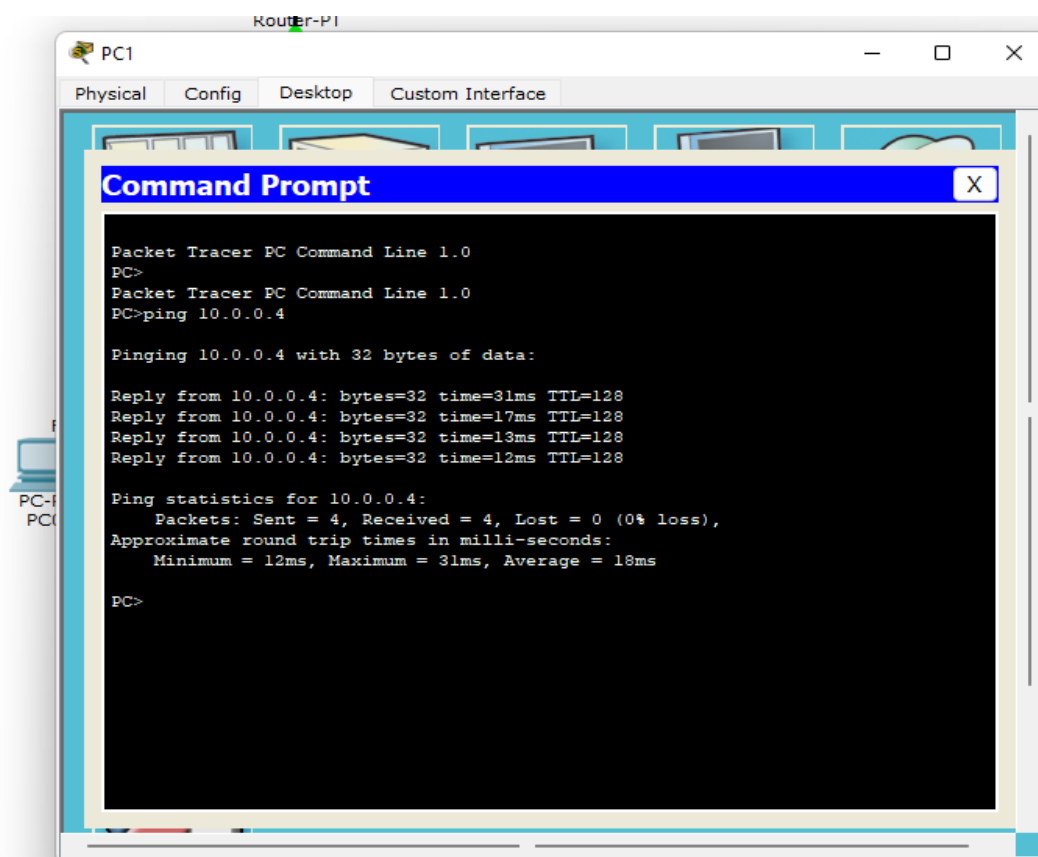 Router-PT
PC1
Physical Config Desktop Custom Interface
Command Prompt X
Packet Tracer PC Command Line 1.0
PC>
Packet Tracer PC Command Line 1.0
PC>ping 10.0.0.4
Pinging 10.0.0.4 with 32 bytes of data:
Reply from 10.0.0.4: bytes=32 time=31ms TTL=128
Reply from 10.0.0.4: bytes=32 time=17ms TTL=128
Reply from 10.0.0.4: bytes=32 time=13ms TTL=128
Reply from 10.0.0.4: bytes=32 time=12ms TTL=128
Ping statistics for 10.0.0.4:
Packets: Sent = 4, Received = 4, Lost = 0 (0% loss),
Approximate round trip times in milli-seconds:
Minimum = 12ms, Maximum = 31ms, Average = 18ms
PC>